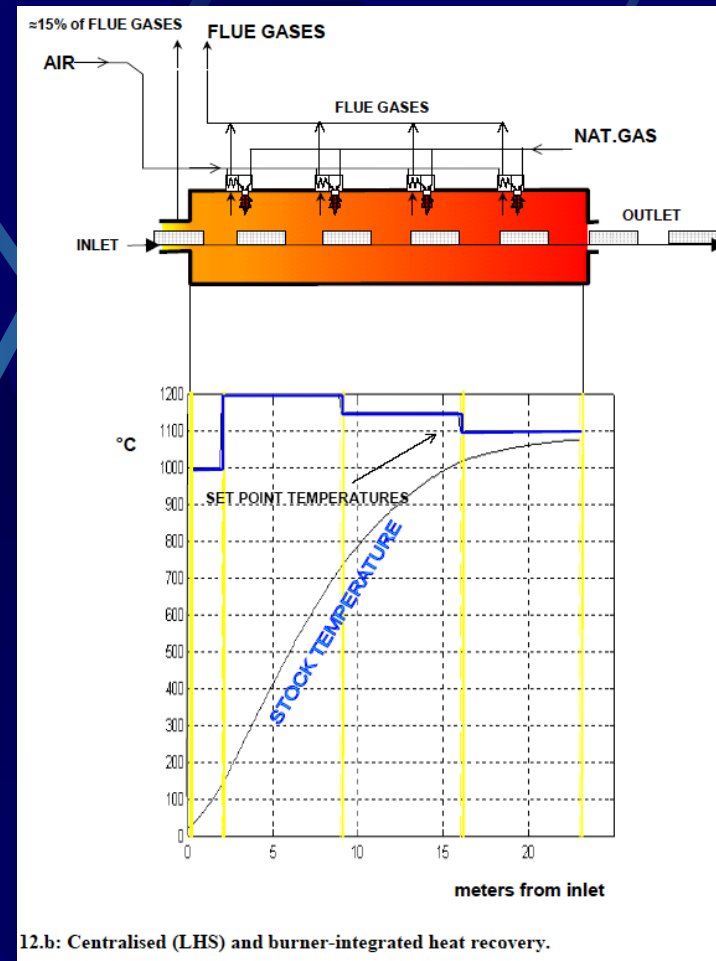 ≈15% of FLUE GASES
FLUE GASES
AIR
FLUE GASES
NAT.GAS
OUTLET
INLET
1200
1100
°C
1000
900
SET POINT TEMPERATURES
800
700
600
500
400
300
200
100
0
STOCK TEMPERATURE
0 5 10 15 20
meters from inlet
12.b: Centralised (LHS) and burner-integrated heat recovery.